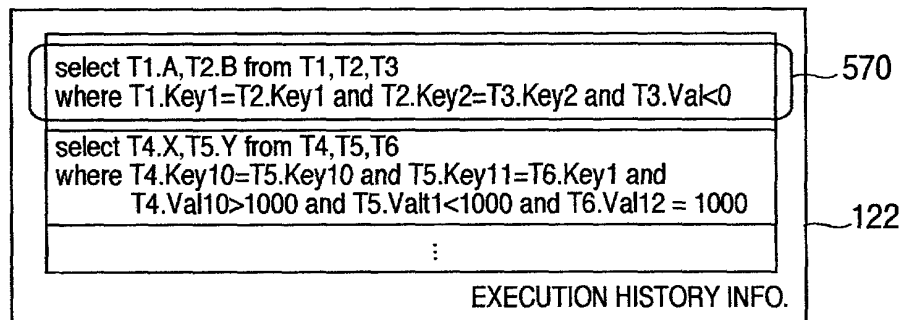 select T1.A,T2.B from T1,T2,T3
where T1.Key1=T2.Key1 and T2.Key2=T3.Key2 and T3.Val<0
570
select T4.X,T5.Y from T4,T5,T6
where T4.Key10=T5.Key10 and T5.Key11=T6.Key1 and
T4.Val10>1000 and T5.Valt1<1000 and T6.Val12 = 1000
122
⋮
EXECUTION HISTORY INFO.